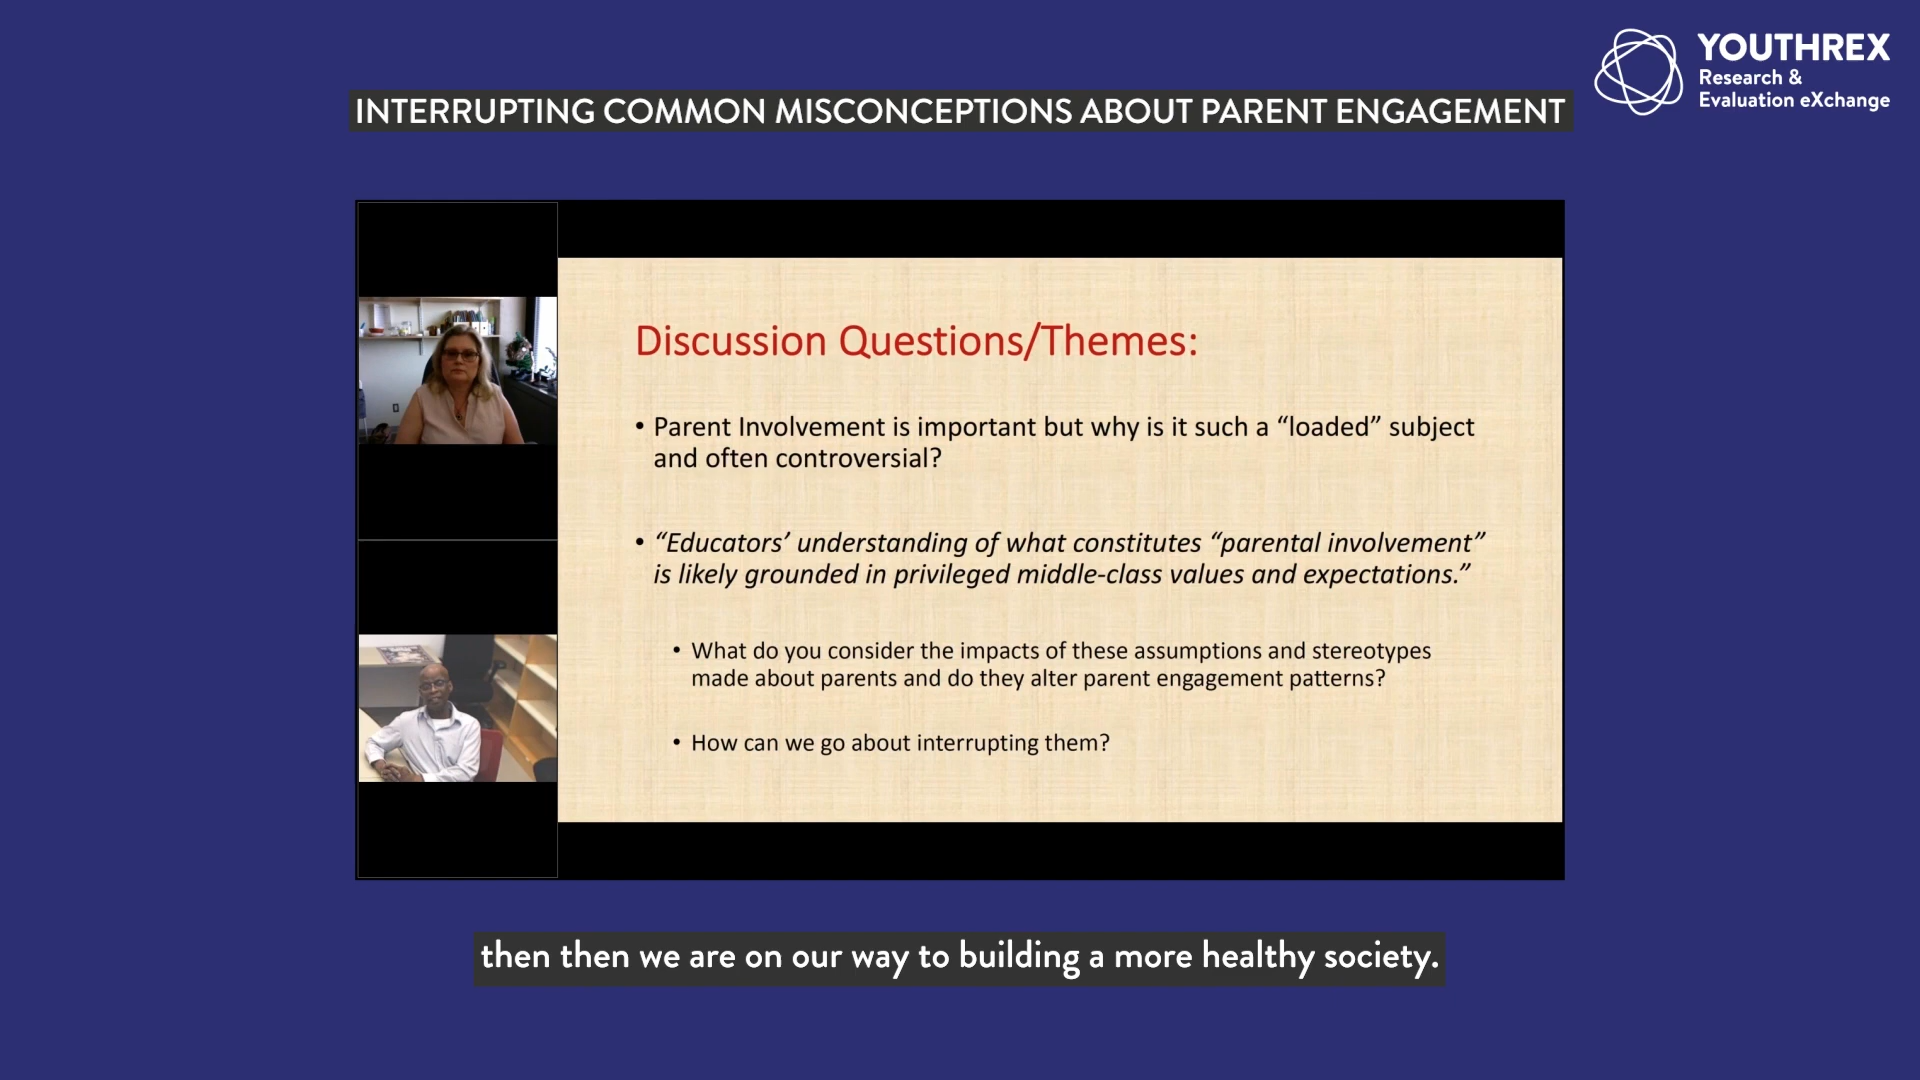 YOUTHREX
Research &
Evaluation eXchange
INTERRUPTING COMMON MISCONCEPTIONS ABOUT PARENT ENGAGEMENT
Discussion Questions/Themes:
• Parent Involvement is important but why is it such a “loaded” subject
and often controversial?
• “Educators’ understanding of what constitutes “parental involvement”
is likely grounded in privileged middle-class values and expectations.”
• What do you consider the impacts of these assumptions and stereotypes
made about parents and do they alter parent engagement patterns?
• How can we go about interrupting them?
then then we are on our way to building a more healthy society.